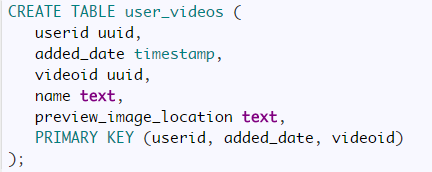 CREATE TABLE user_videos (
   userid uuid,
   added_date timestamp,
   videoid uuid,
   name text,
   preview_image_location text,
   PRIMARY KEY (userid, added_date, videoid)
);